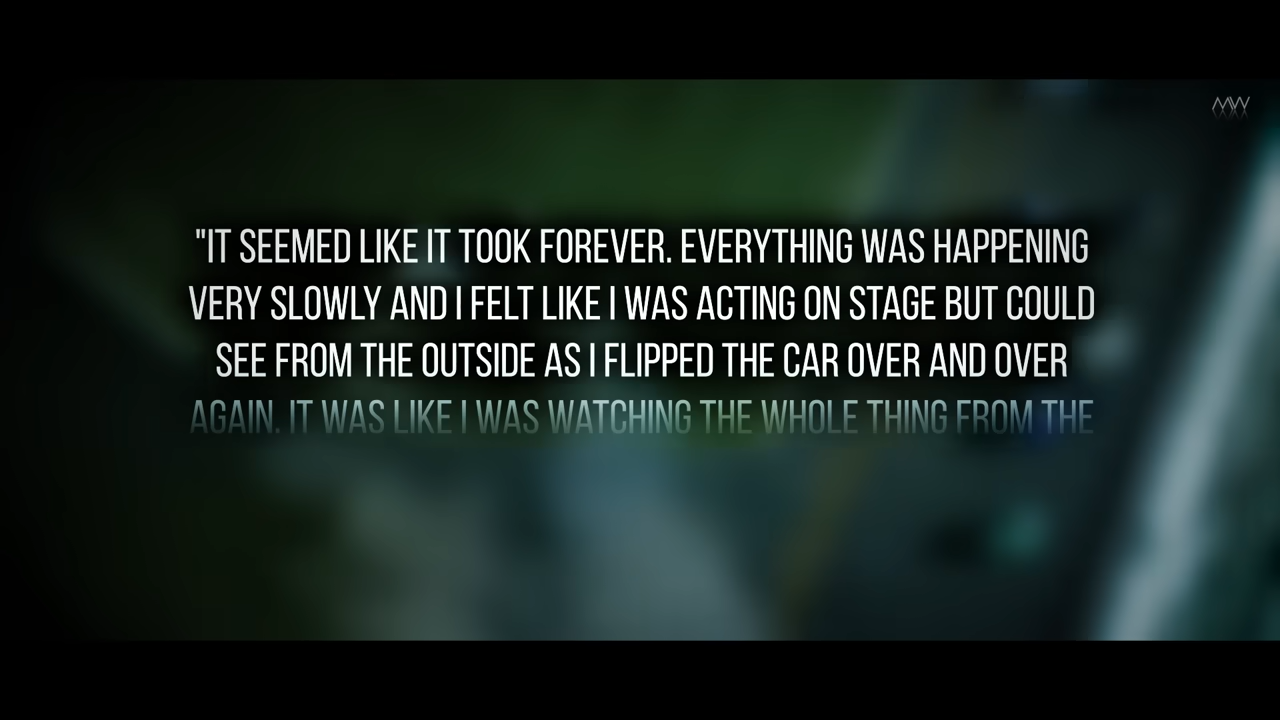 "IT SEEMED LIKE IT TOOK FOREVER. EVERYTHING WAS HAPPENING
VERY SLOWLY AND I FELT LIKE I WAS ACTING ON STAGE BUT COULD
SEE FROM THE OUTSIDE AS I FLIPPED THE CAR OVER AND OVER
AGAIN. IT WAS LIKE I WAS WATCHING THE WHOLE THING FROM THE
MW